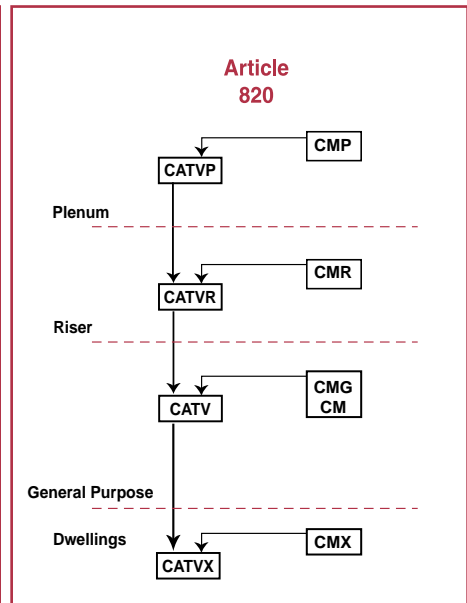 Article
820
CMP
CATVP
Plenum
CMR
CATVR
Riser
CMG
CM
CATV
General Purpose
Dwellings
CMX
CATVX